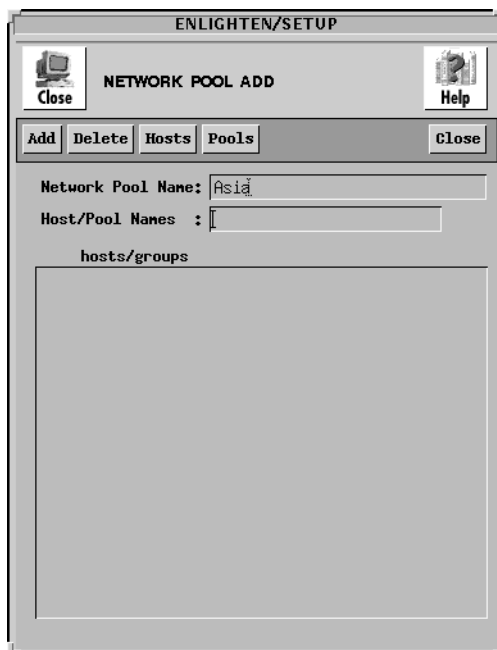 ENLIGHTEN/SETUP
Close
NETWORK POOL ADD
Help
Add Delete Hosts Pools Close
Network Pool Name: Asia
Host/Pool Names :
hosts/groups